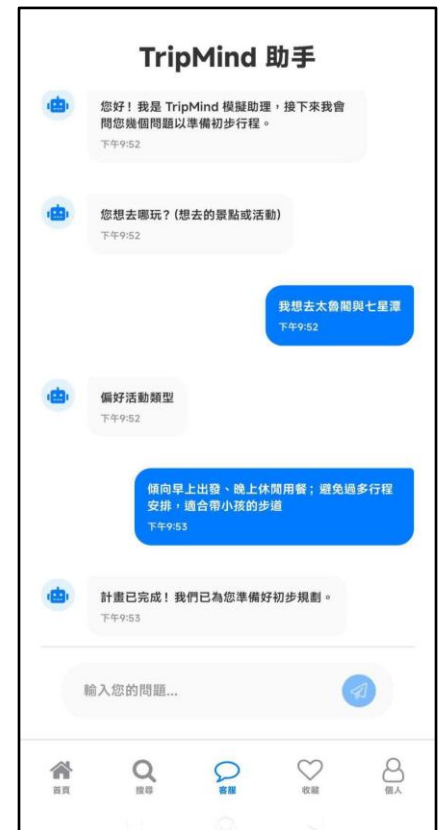 TripMind 助手
您好！我是 TripMind 模擬助理，接下來我會
問您幾個問題以準備初步行程。
下午9:52
您想去哪玩？(想去的景點或活動)
下午9:52
我想去太魯閣與七星潭
下午9:52
偏好活動類型
下午9:52
傾向早上出發、晚上休閒用餐；避免過多行程
安排，適合帶小孩的步道
下午9:53
計畫已完成！我們已為您準備好初步規劃。
下午9:53
輸入您的問題...
首頁
搜尋
客服
收藏
個人